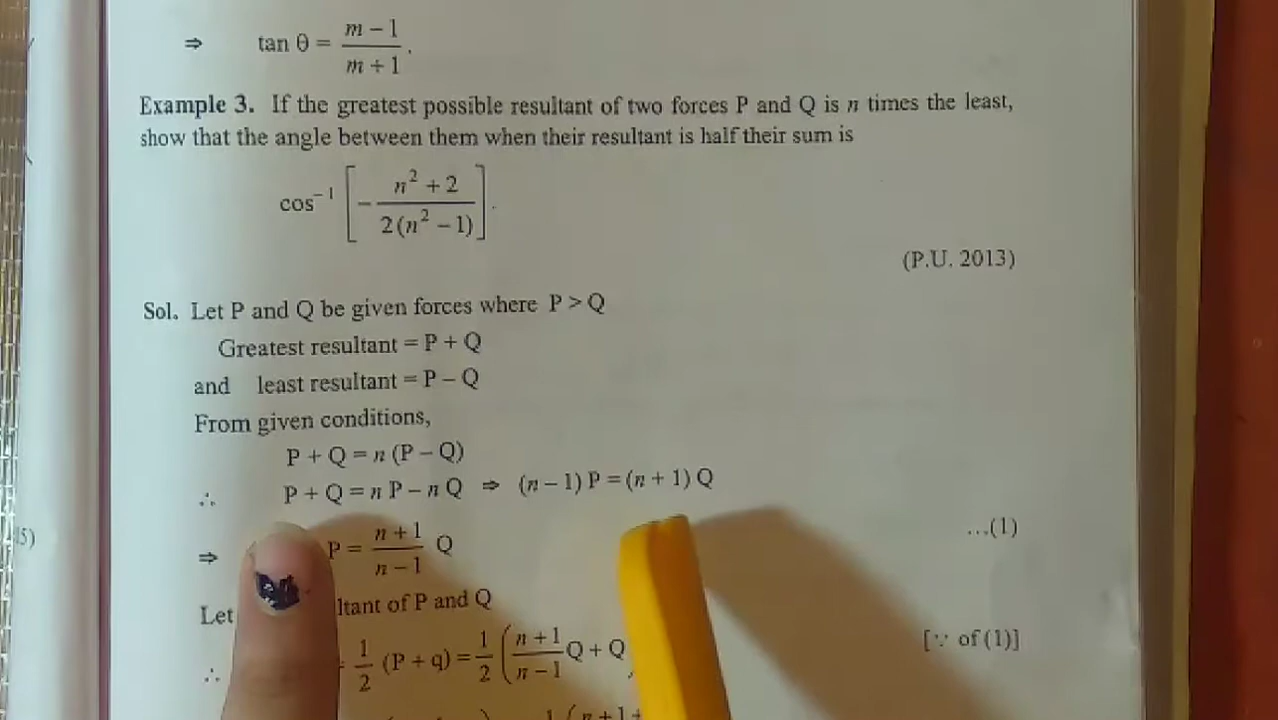 ⇒ tan θ = (m − 1)/(m + 1).
Example 3. If the greatest possible resultant of two forces P and Q is n times the least,
show that the angle between them when their resultant is half their sum is
cos⁻¹ [− (n² + 2)/(2(n² − 1))].
(P.U. 2013)
Sol. Let P and Q be given forces where P > Q
Greatest resultant = P + Q
and least resultant = P − Q
From given conditions,
P + Q = n (P − Q)
∴ P + Q = n P − n Q ⇒ (n − 1) P = (n + 1) Q
...(1)
⇒ P = (n + 1)/(n − 1) Q
Let ltant of P and Q
∴ 1/2 (P + q) = 1/2 ((n + 1)/(n − 1) Q + Q [∵ of (1)]